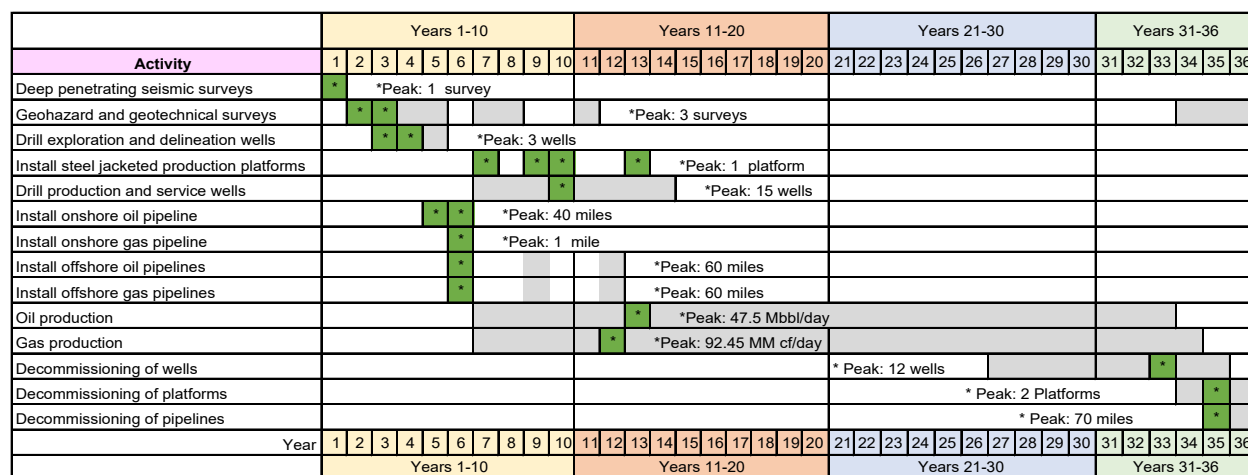 Years 1-10 Years 11-20 Years 21-30 Years 31-36
Activity 1 2 3 4 5 6 7 8 9 10 11 12 13 14 15 16 17 18 19 20 21 22 23 24 25 26 27 28 29 30 31 32 33 34 35 36
Deep penetrating seismic surveys * *Peak: 1 survey
Geohazard and geotechnical surveys * * *Peak: 3 surveys
Drill exploration and delineation wells * * *Peak: 3 wells
Install steel jacketed production platforms * * * * *Peak: 1 platform
Drill production and service wells * *Peak: 15 wells
Install onshore oil pipeline * * *Peak: 40 miles
Install onshore gas pipeline * *Peak: 1 mile
Install offshore oil pipelines * *Peak: 60 miles
Install offshore gas pipelines * *Peak: 60 miles
Oil production * *Peak: 47.5 Mbbl/day
Gas production * *Peak: 92.45 MM cf/day
Decommissioning of wells * Peak: 12 wells *
Decommissioning of platforms * Peak: 2 Platforms *
Decommissioning of pipelines * Peak: 70 miles *
Year 1 2 3 4 5 6 7 8 9 10 11 12 13 14 15 16 17 18 19 20 21 22 23 24 25 26 27 28 29 30 31 32 33 34 35 36
Years 1-10 Years 11-20 Years 21-30 Years 31-36